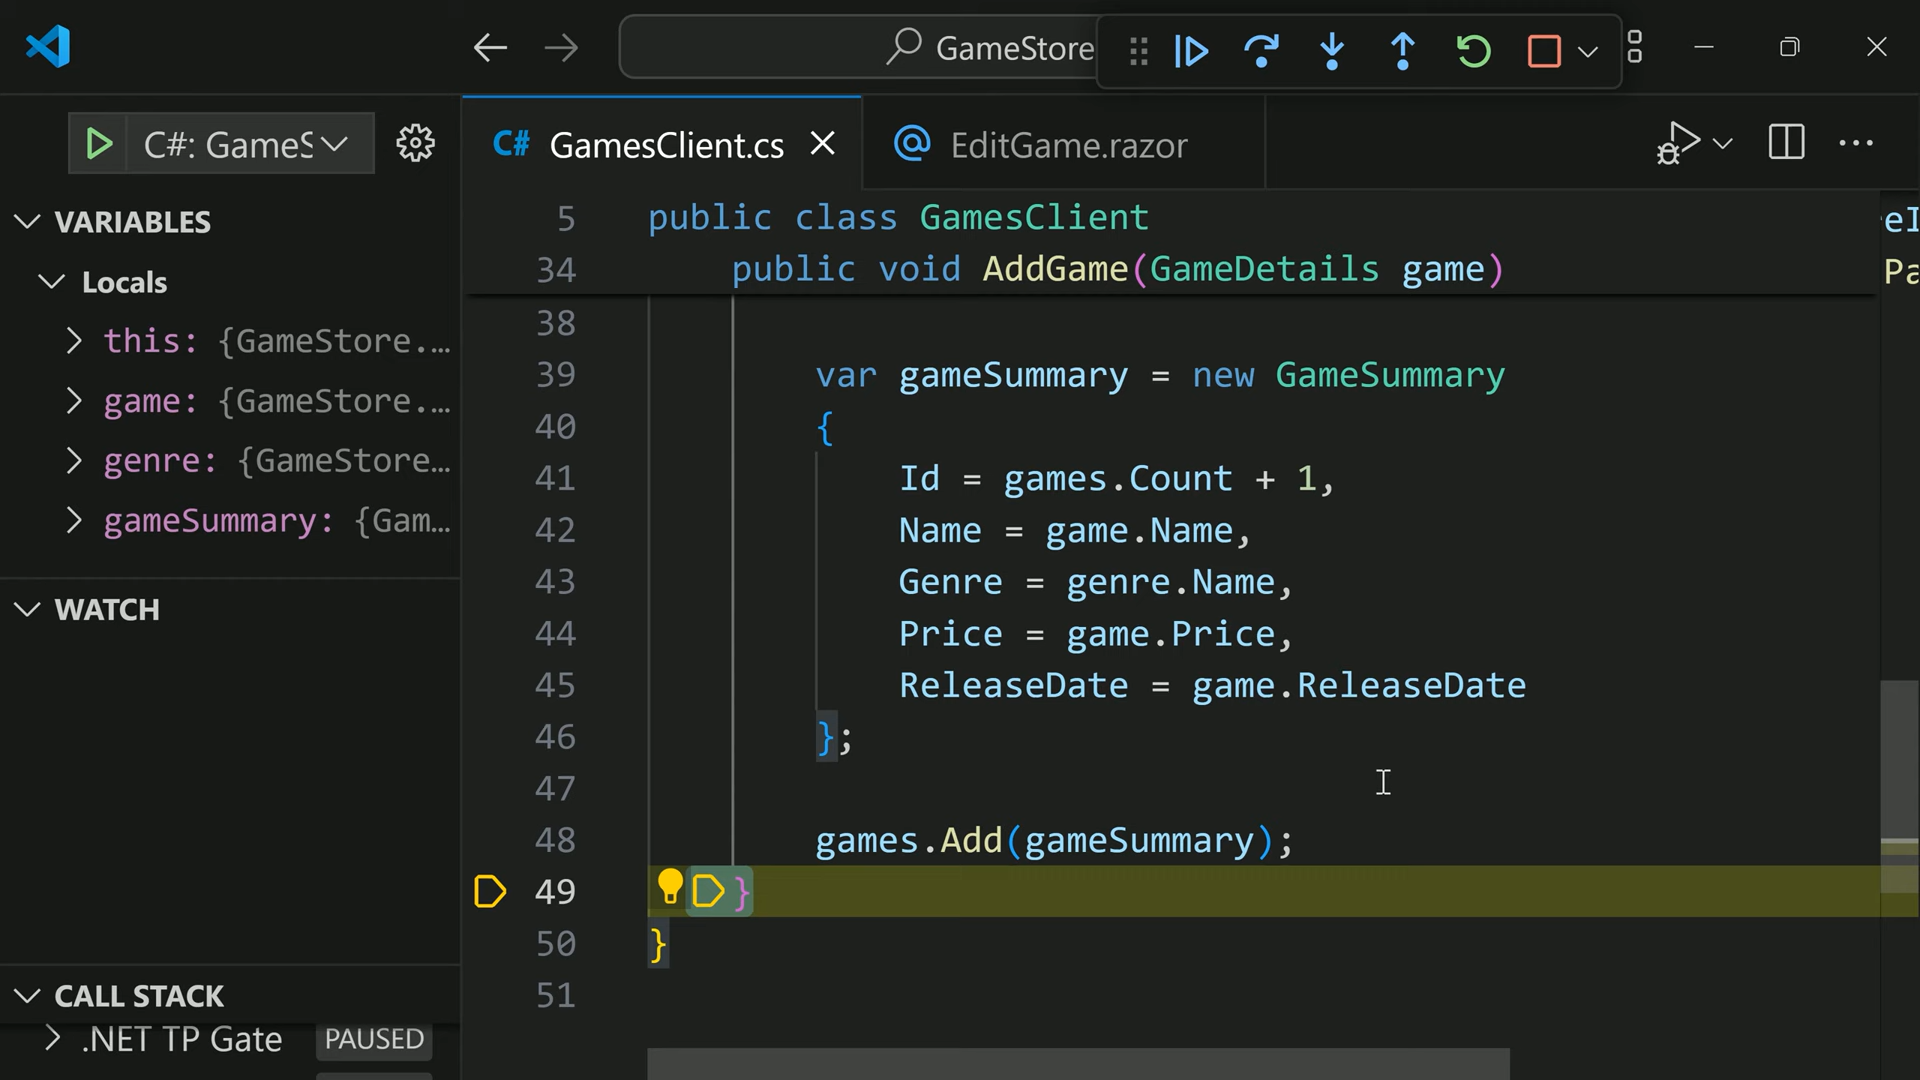 GameStore
C#: GameS
C# GamesClient.cs
@ EditGame.razor
VARIABLES
Locals
this: {GameStore.…
game: {GameStore.…
genre: {GameStore…
gameSummary: {Gam…
WATCH
CALL STACK
.NET TP Gate PAUSED
5 public class GamesClient
34 public void AddGame(GameDetails game)
38
39 var gameSummary = new GameSummary
40 {
41 Id = games.Count + 1,
42 Name = game.Name,
43 Genre = genre.Name,
44 Price = game.Price,
45 ReleaseDate = game.ReleaseDate
46 };
47
48 games.Add(gameSummary);
49 }
50 }
51
eI
Pa